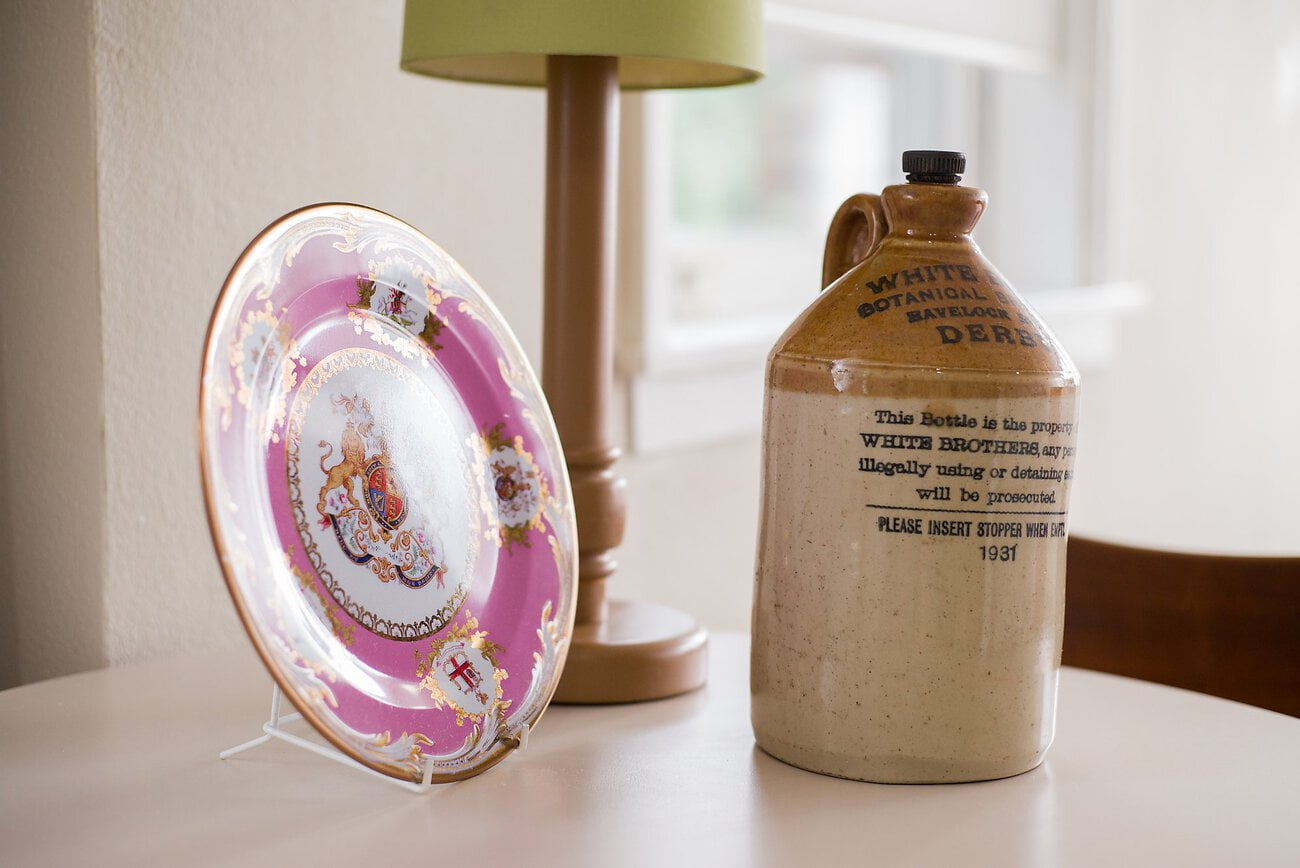 WHITE
BOTANICAL
HAVELOCK
DERB
This Bottle is the property
WHITE BROTHERS, any
illegally using or detaining
will be prosecuted.
PLEASE INSERT STOPPER WHEN EMPT
1931